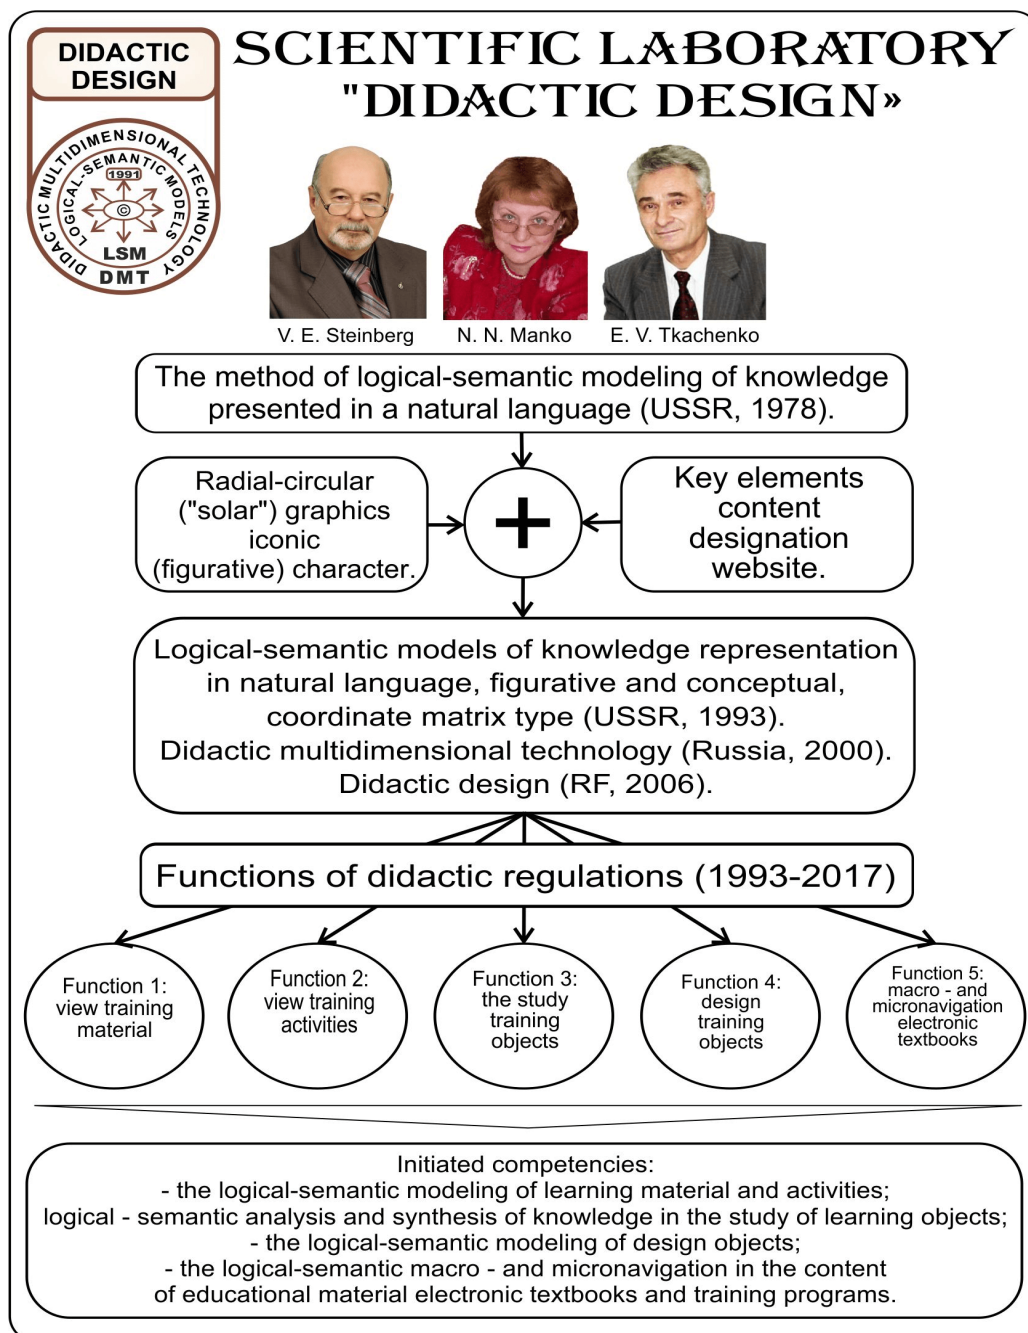 DIDACTIC
DESIGN
DIDACTIC MULTIDIMENSIONAL TECHNOLOGY
LOGICAL-SEMANTIC MODELS
1991
©
LSM
DMT
SCIENTIFIC LABORATORY
"DIDACTIC DESIGN»
V. E. Steinberg
N. N. Manko
E. V. Tkachenko
The method of logical-semantic modeling of knowledge
presented in a natural language (USSR, 1978).
Radial-circular
("solar") graphics
iconic
(figurative) character.
+
Key elements
content
designation
website.
Logical-semantic models of knowledge representation
in natural language, figurative and conceptual,
coordinate matrix type (USSR, 1993).
Didactic multidimensional technology (Russia, 2000).
Didactic design (RF, 2006).
Functions of didactic regulations (1993-2017)
Function 1:
view training
material
Function 2:
view training
activities
Function 3:
the study
training
objects
Function 4:
design
training
objects
Function 5:
macro - and
micronavigation
electronic
textbooks
Initiated competencies:
- the logical-semantic modeling of learning material and activities;
logical - semantic analysis and synthesis of knowledge in the study of learning objects;
- the logical-semantic modeling of design objects;
- the logical-semantic macro - and micronavigation in the content
of educational material electronic textbooks and training programs.